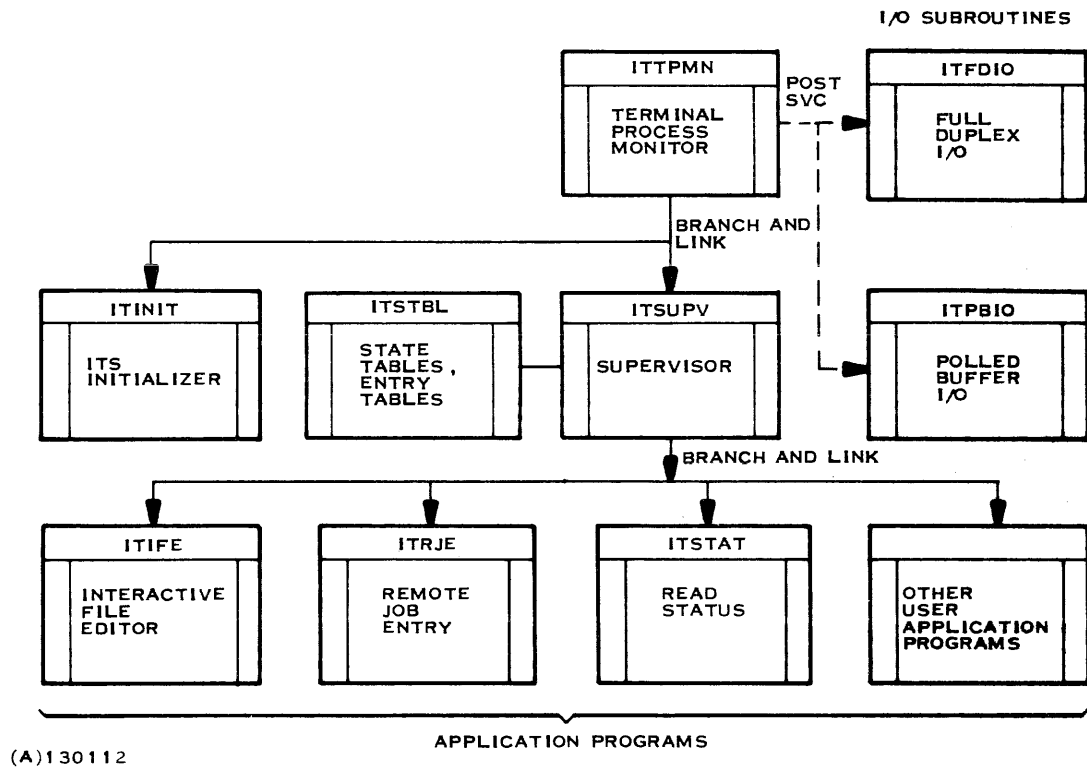 I/O SUBROUTINES
ITTPMN
TERMINAL
PROCESS
MONITOR
POST
SVC
ITFDIO
FULL
DUPLEX
I/O
BRANCH AND
LINK
ITINIT
ITS
INITIALIZER
ITSTBL
STATE
TABLES,
ENTRY
TABLES
ITSUPV
SUPERVISOR
ITPBIO
POLLED
BUFFER
I/O
BRANCH AND LINK
ITIFE
INTERACTIVE
FILE
EDITOR
ITRJE
REMOTE
JOB
ENTRY
ITSTAT
READ
STATUS
OTHER
USER
APPLICATION
PROGRAMS
APPLICATION PROGRAMS
(A)130112